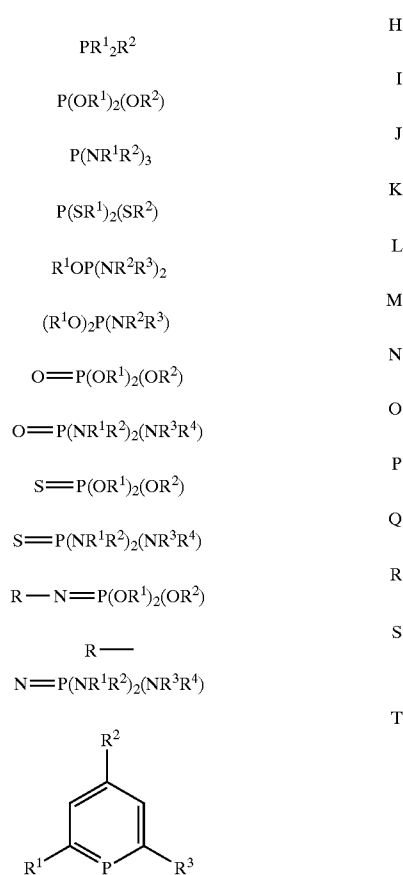 H
PR¹₂R²
I
P(OR¹)₂(OR²)
J
P(NR¹R²)₃
K
P(SR¹)₂(SR²)
L
R¹OP(NR²R³)₂
M
(R¹O)₂P(NR²R³)
N
O=P(OR¹)₂(OR²)
O
O=P(NR¹R²)₂(NR³R⁴)
P
S=P(OR¹)₂(OR²)
Q
S=P(NR¹R²)₂(NR³R⁴)
R
R—N=P(OR¹)₂(OR²)
S
R—
N=P(NR¹R²)₂(NR³R⁴)
T
R²
R¹ P R³